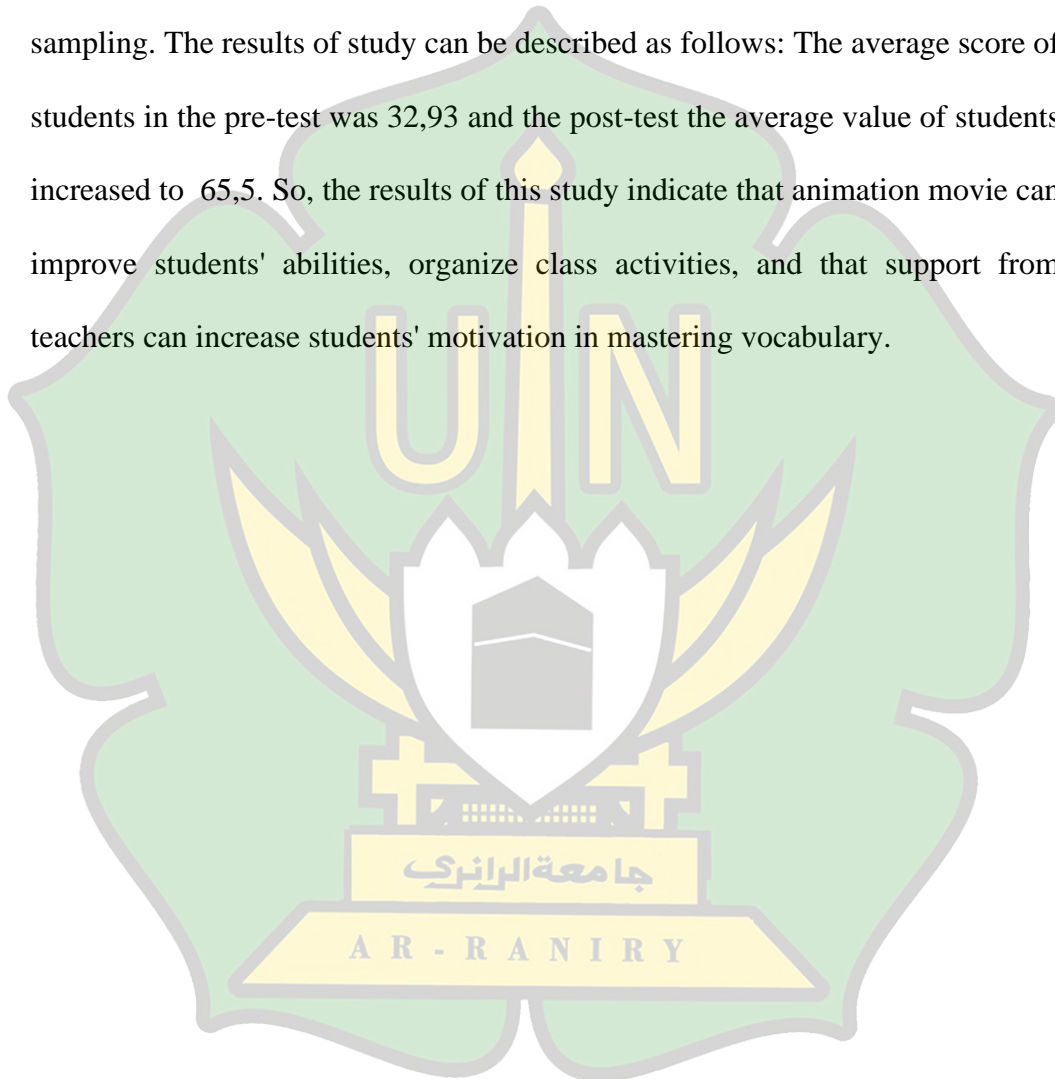 sampling. The results of study can be described as follows: The average score of
students in the pre-test was 32,93 and the post-test the average value of students
increased to 65,5. So, the results of this study indicate that animation movie can
improve students' abilities, organize class activities, and that support from
teachers can increase students' motivation in mastering vocabulary.
UIN
جامعة الرانري
AR-RANIRY